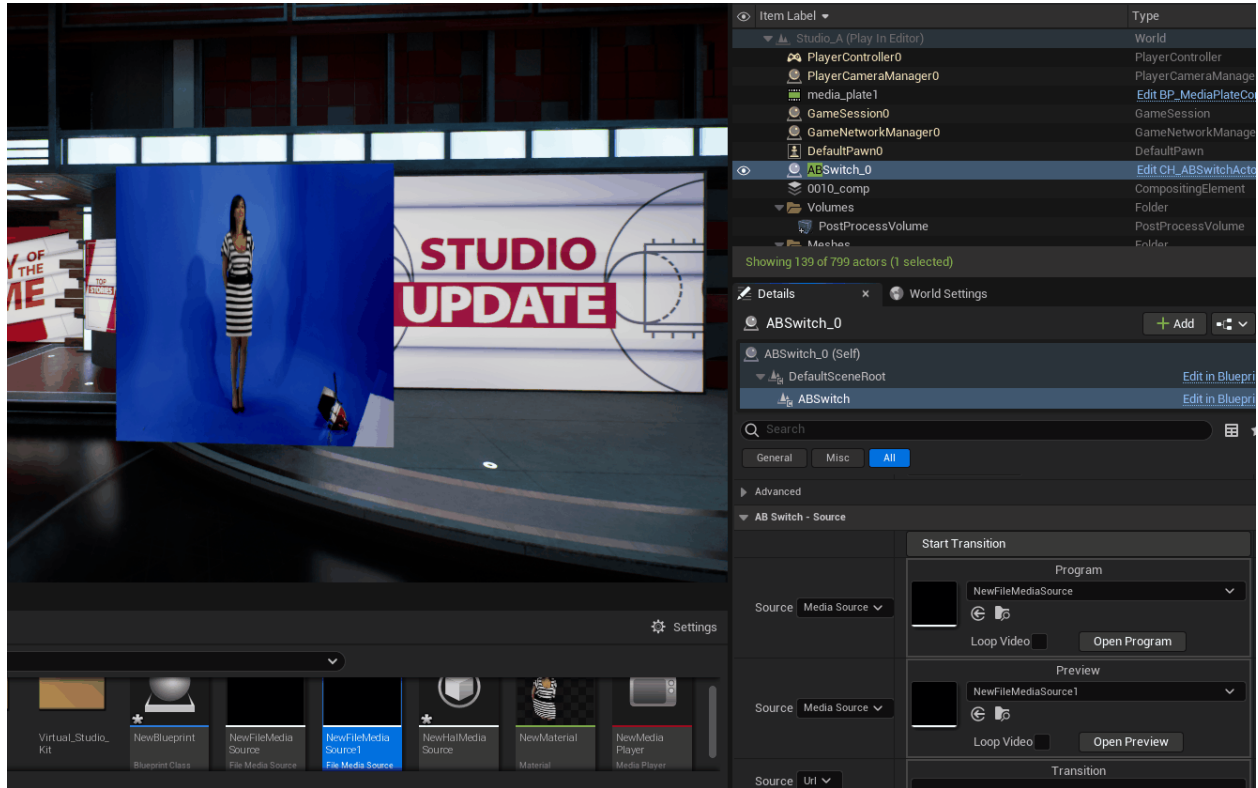 Y OF
THE
ME
TOP
STORIES
STUDIO
UPDATE
Settings
Virtual_Studio_
Kit
NewBlueprint
Blueprint Class
NewFileMedia
Source
File Media Source
NewFileMedia
Source1
File Media Source
NewHalMedia
Source
NewMaterial
Material
NewMedia
Player
Media Player
Item Label
Type
Studio_A (Play In Editor)
World
PlayerController0
PlayerController
PlayerCameraManager0
PlayerCameraManage
media_plate1
Edit BP_MediaPlateCo
GameSession0
GameSession
GameNetworkManager0
GameNetworkManage
DefaultPawn0
DefaultPawn
ABSwitch_0
Edit CH_ABSwitchActo
0010_comp
CompositingElement
Volumes
Folder
PostProcessVolume
PostProcessVolume
Meshes
Folder
Showing 139 of 799 actors (1 selected)
Details
World Settings
ABSwitch_0
Add
ABSwitch_0 (Self)
DefaultSceneRoot
Edit in Bluepri
ABSwitch
Edit in Bluepri
Search
General
Misc
All
Advanced
AB Switch - Source
Start Transition
Program
Source
Media Source
NewFileMediaSource
Loop Video
Open Program
Preview
Source
Media Source
NewFileMediaSource1
Loop Video
Open Preview
Transition
Source
Url